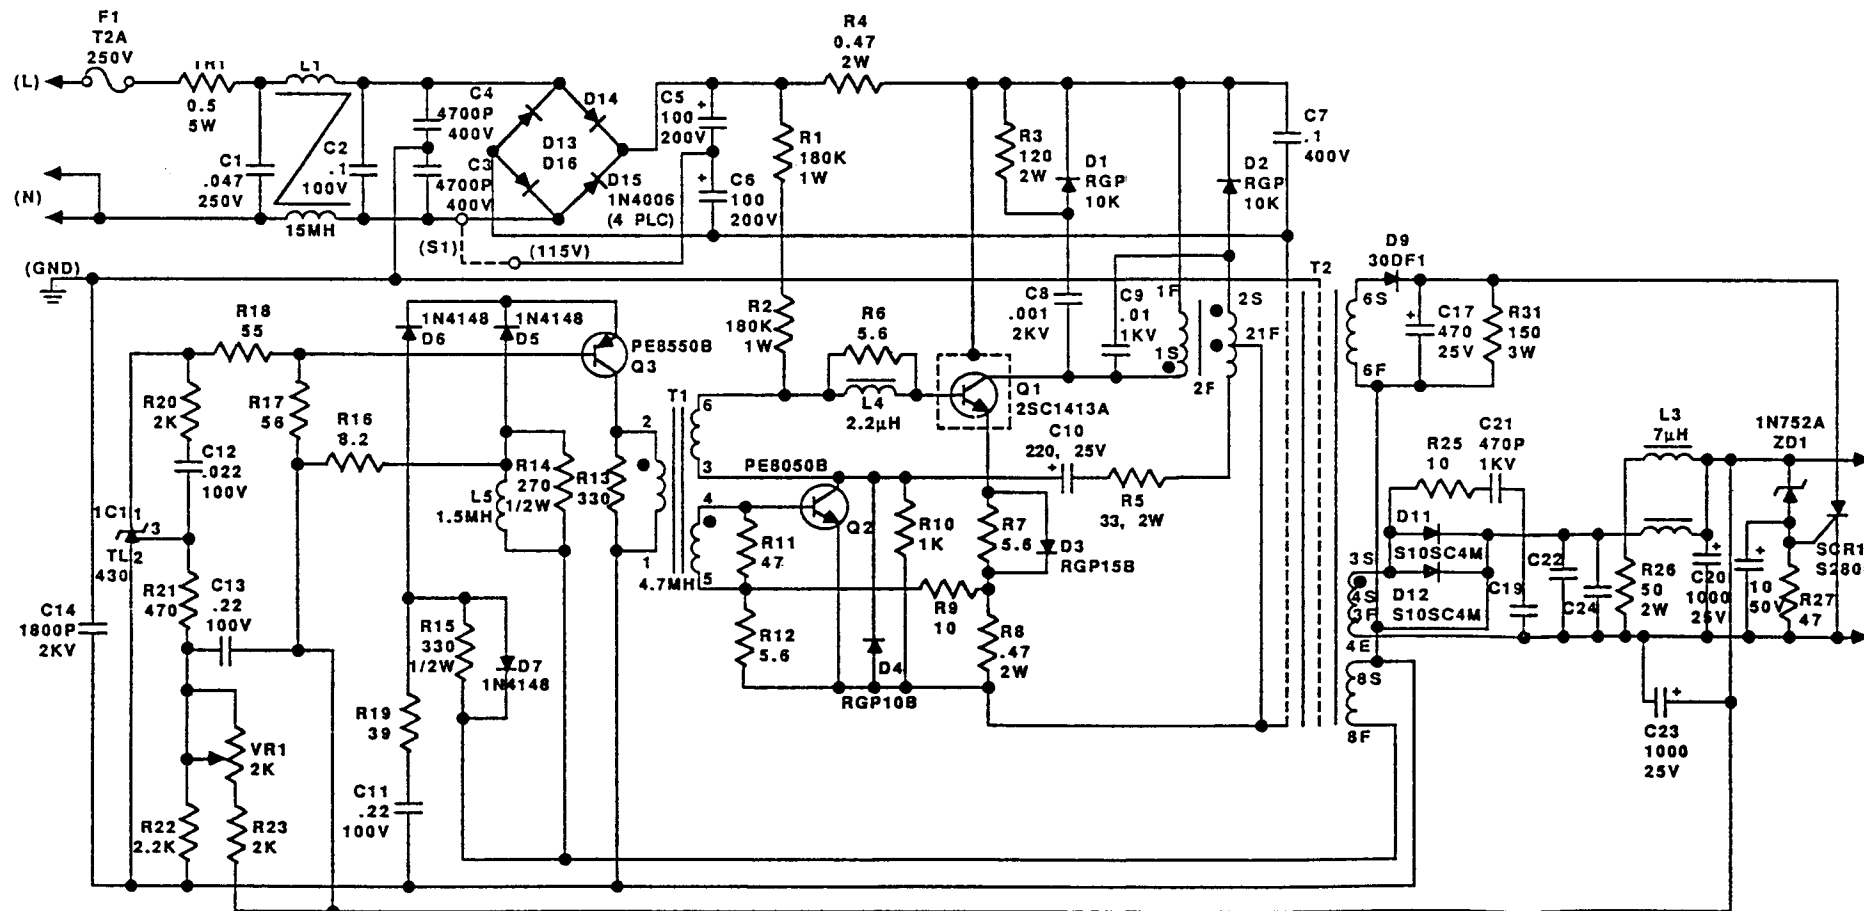 F1
T2A
250V
(L)
TR1
0.5
5W
L1
C1
.047
250V
C2
.1
100V
15MH
(N)
C4
4700P
400V
C3
4700P
400V
D14
D13
D16
D15
1N4006
(4 PLC)
(S1)
(115V)
C5
100
200V
C6
100
200V
R4
0.47
2W
R1
180K
1W
R3
120
2W
D1
RGP
10K
D2
RGP
10K
C7
.1
400V
(GND)
R18
55
1N4148
D6
1N4148
D5
PE8550B
Q3
R20
2K
R17
56
R16
8.2
C12
.022
100V
1C1
1
3
2
TL
430
R21
470
C13
.22
100V
C14
1800P
2KV
L5
1.5MH
R14
270
1/2W
R13
330
2
1
R15
330
1/2W
D7
1N4148
R19
39
C11
.22
100V
VR1
2K
R22
2.2K
R23
2K
R2
180K
1W
R6
5.6
L4
2.2µH
Q1
2SC1413A
C8
.001
2KV
C9
.01
1KV
1F
1S
2S
21F
2F
T1
6
3
4
5
4.7MH
PE8050B
Q2
C10
220, 25V
R5
33, 2W
R11
47
R10
1K
R7
5.6
D3
RGP15B
R9
10
R12
5.6
D4
RGP10B
R8
.47
2W
T2
D9
30DF1
6S
6F
C17
470
25V
R31
150
3W
R25
10
C21
470P
1KV
D11
S10SC4M
D12
S10SC4M
3S
4S
3F
4E
8S
8F
C19
C22
C24
L3
7µH
R26
50
2W
C20
1000
25V
1N752A
ZD1
10
50V
R27
47
SCR1
S280
C23
1000
25V